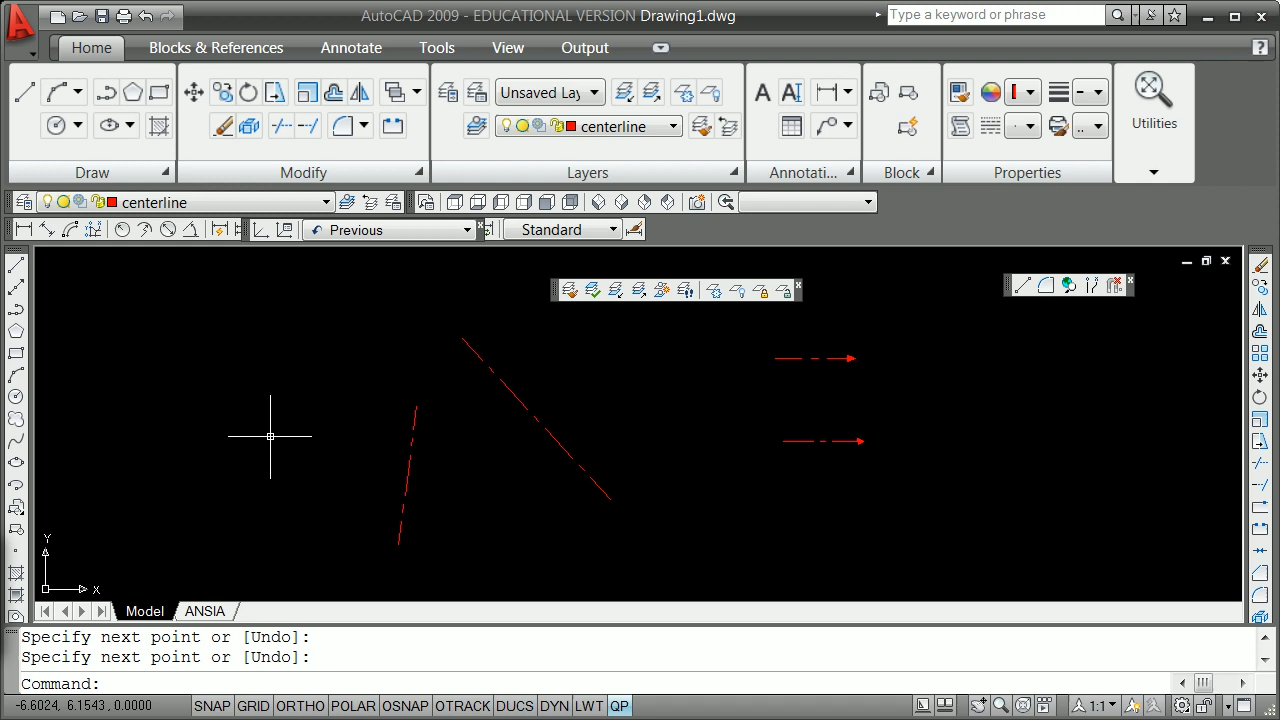 AutoCAD 2009 - EDUCATIONAL VERSION Drawing1.dwg
Type a keyword or phrase
Home Blocks & References Annotate Tools View Output
Unsaved Lay
centerline
Utilities
Draw Modify Layers Annotati... Block Properties
centerline
Previous Standard
Y
X
Model ANSIA
Specify next point or [Undo]:
Specify next point or [Undo]:
Command:
-6.6024, 6.1543, 0.0000 SNAP GRID ORTHO POLAR OSNAP OTRACK DUCS DYN LWT QP 1:1